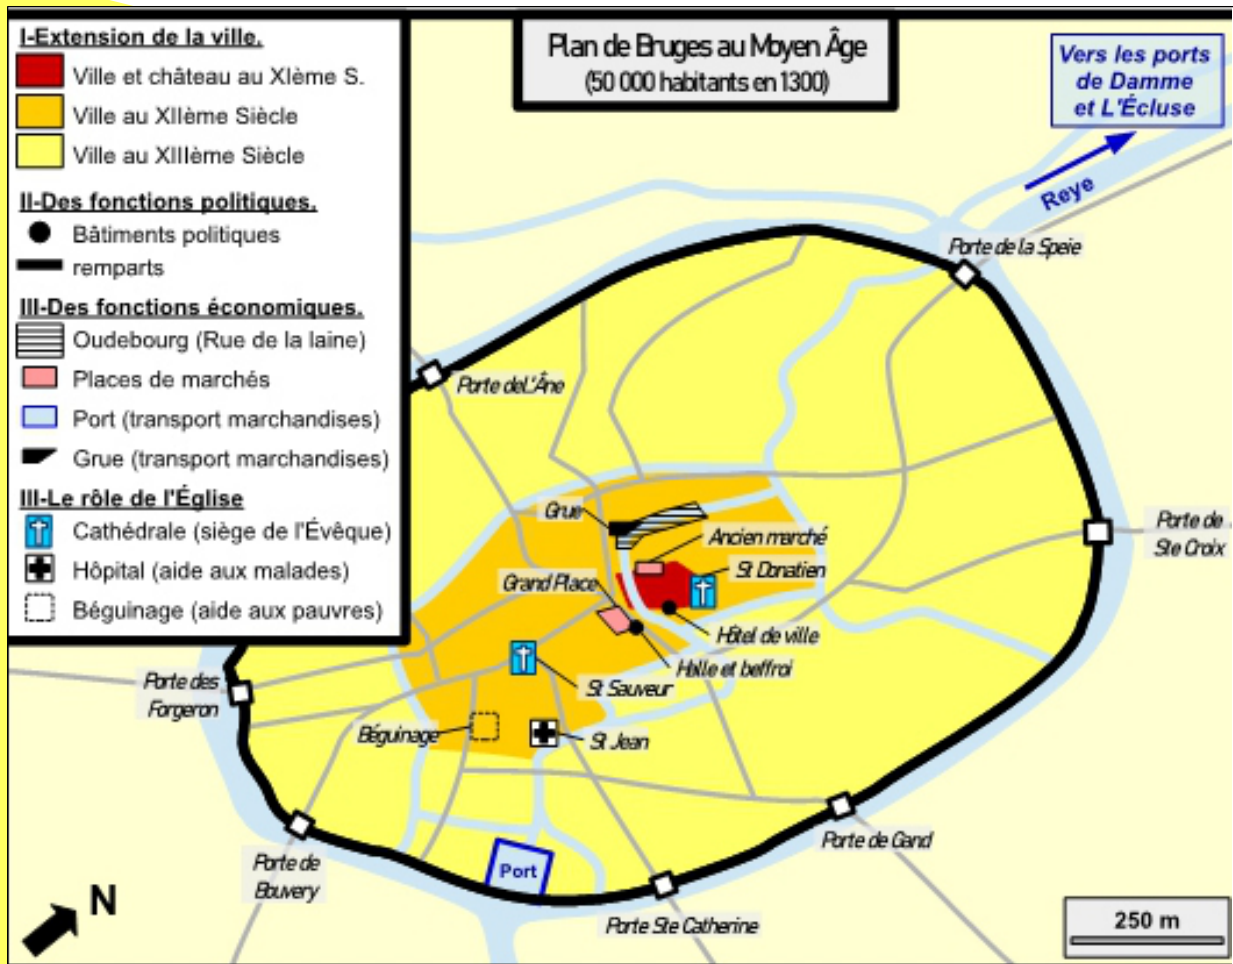 I-Extension de la ville.
Ville et château au XIème S.
Ville au XIIème Siècle
Ville au XIIIème Siècle
II-Des fonctions politiques.
Bâtiments politiques
remparts
III-Des fonctions économiques.
Oudebourg (Rue de la laine)
Places de marchés
Port (transport marchandises)
Grue (transport marchandises)
III-Le rôle de l'Église
Cathédrale (siège de l'Évêque)
Hôpital (aide aux malades)
Béguinage (aide aux pauvres)
Plan de Bruges au Moyen Âge
(50 000 habitants en 1300)
Vers les ports
de Damme
et L'Écluse
Reye
Porte de la Speie
Porte deL'Âne
Grue
Ancien marché
Porte de
Ste Croix
St Donatien
Grand Place
Hôtel de ville
Halle et beffroi
St Sauveur
Porte des
Forgeron
Béguinage
St Jean
Porte de Gand
Porte de
Bouvery
Port
Porte Ste Catherine
N
250 m